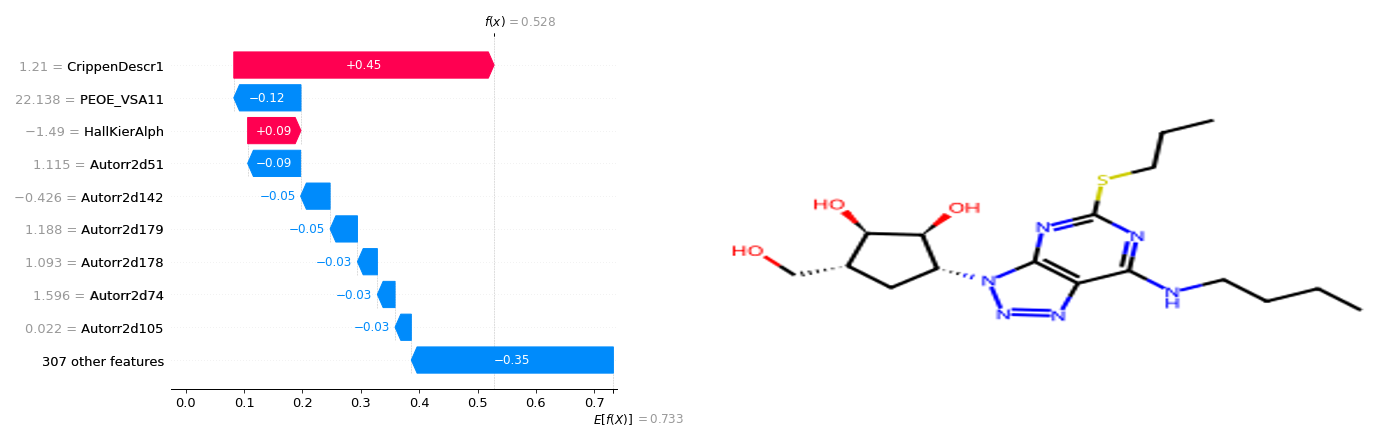 f(x) = 0.528
1.21 = CrippenDescr1
+0.45
22.138 = PEOE_VSA11
−0.12
−1.49 = HallKierAlph
+0.09
1.115 = Autorr2d51
−0.09
−0.426 = Autorr2d142
−0.05
1.188 = Autorr2d179
−0.05
1.093 = Autorr2d178
−0.03
1.596 = Autorr2d74
−0.03
0.022 = Autorr2d105
−0.03
307 other features
−0.35
0.0 0.1 0.2 0.3 0.4 0.5 0.6 0.7
E[f(X)] = 0.733
S
HO
OH
N
N
HO
N
N
H
N
N